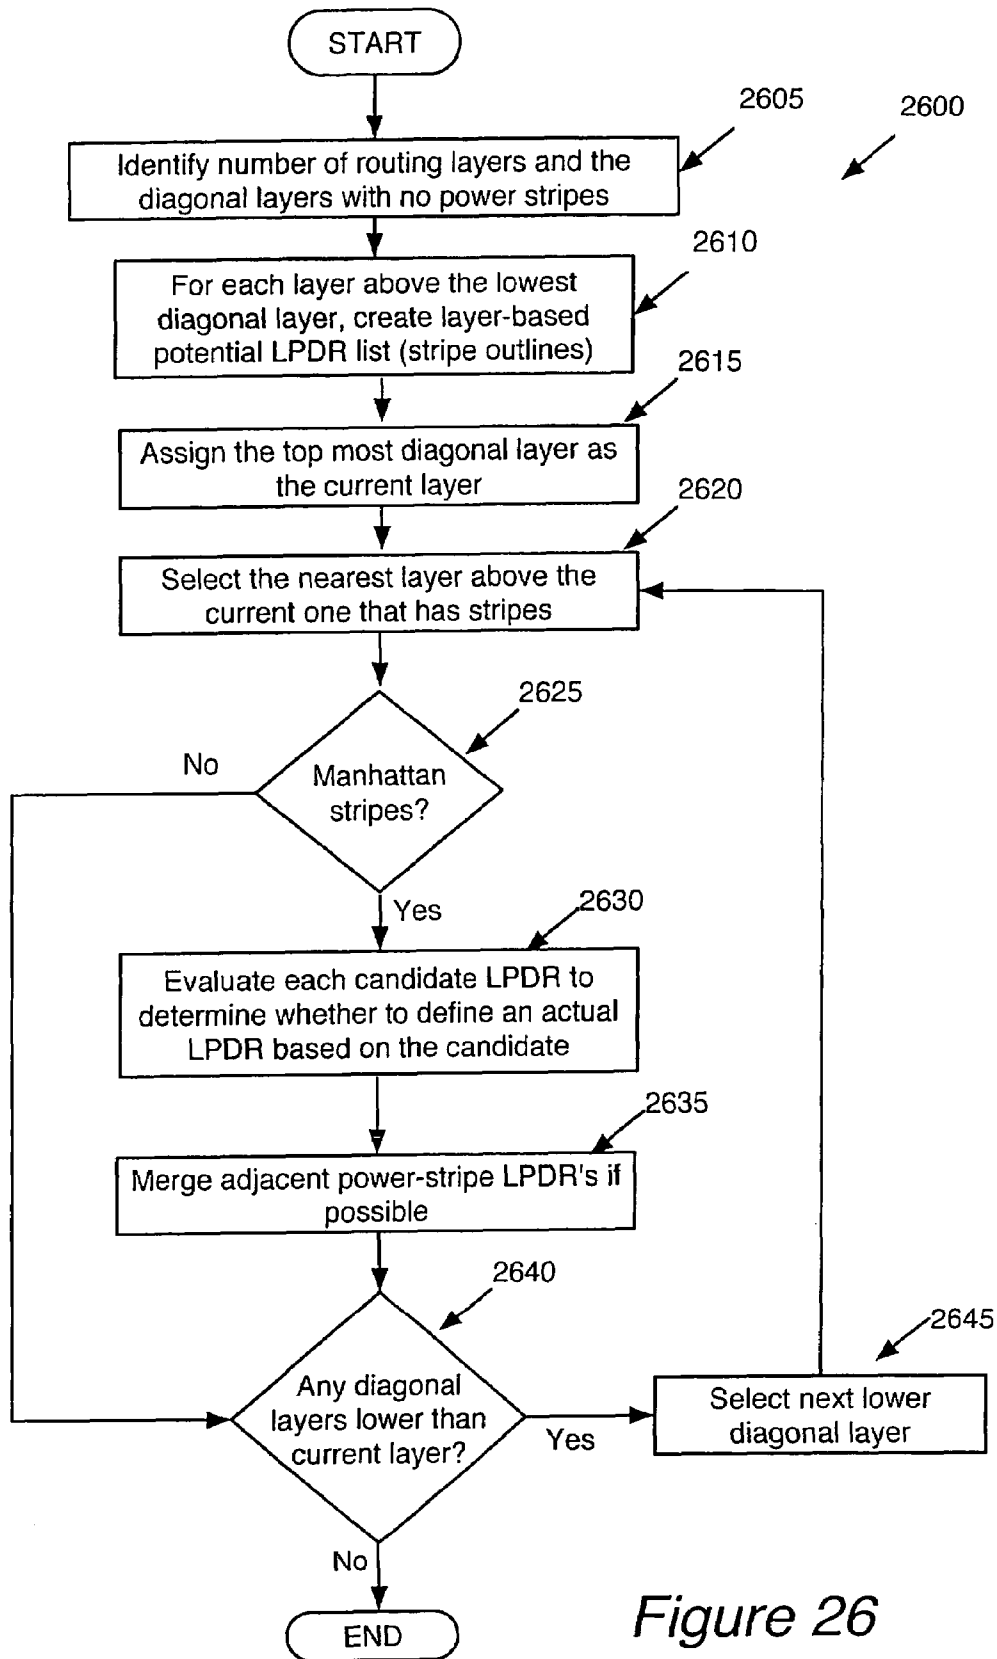 START
2605
2600
Identify number of routing layers and the
diagonal layers with no power stripes
2610
For each layer above the lowest
diagonal layer, create layer-based
potential LPDR list (stripe outlines)
2615
Assign the top most diagonal layer as
the current layer
2620
Select the nearest layer above the
current one that has stripes
2625
No
Manhattan
stripes?
Yes
2630
Evaluate each candidate LPDR to
determine whether to define an actual
LPDR based on the candidate
2635
Merge adjacent power-stripe LPDR's if
possible
2640
2645
Any diagonal
layers lower than
current layer?
Yes
Select next lower
diagonal layer
No
END
Figure 26